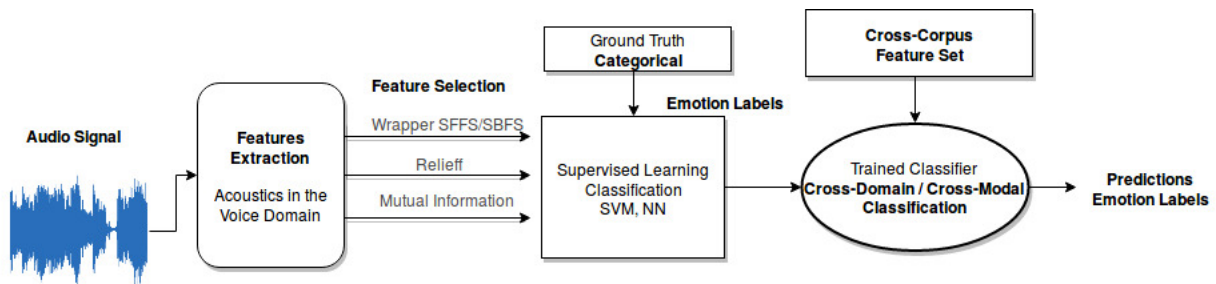 Audio Signal
Features
Extraction
Acoustics in the
Voice Domain
Feature Selection
Wrapper SFFS/SBFS
Relieff
Mutual Information
Ground Truth
Categorical
Emotion Labels
Supervised Learning
Classification
SVM, NN
Cross-Corpus
Feature Set
Trained Classifier
Cross-Domain / Cross-Modal
Classification
Predictions
Emotion Labels